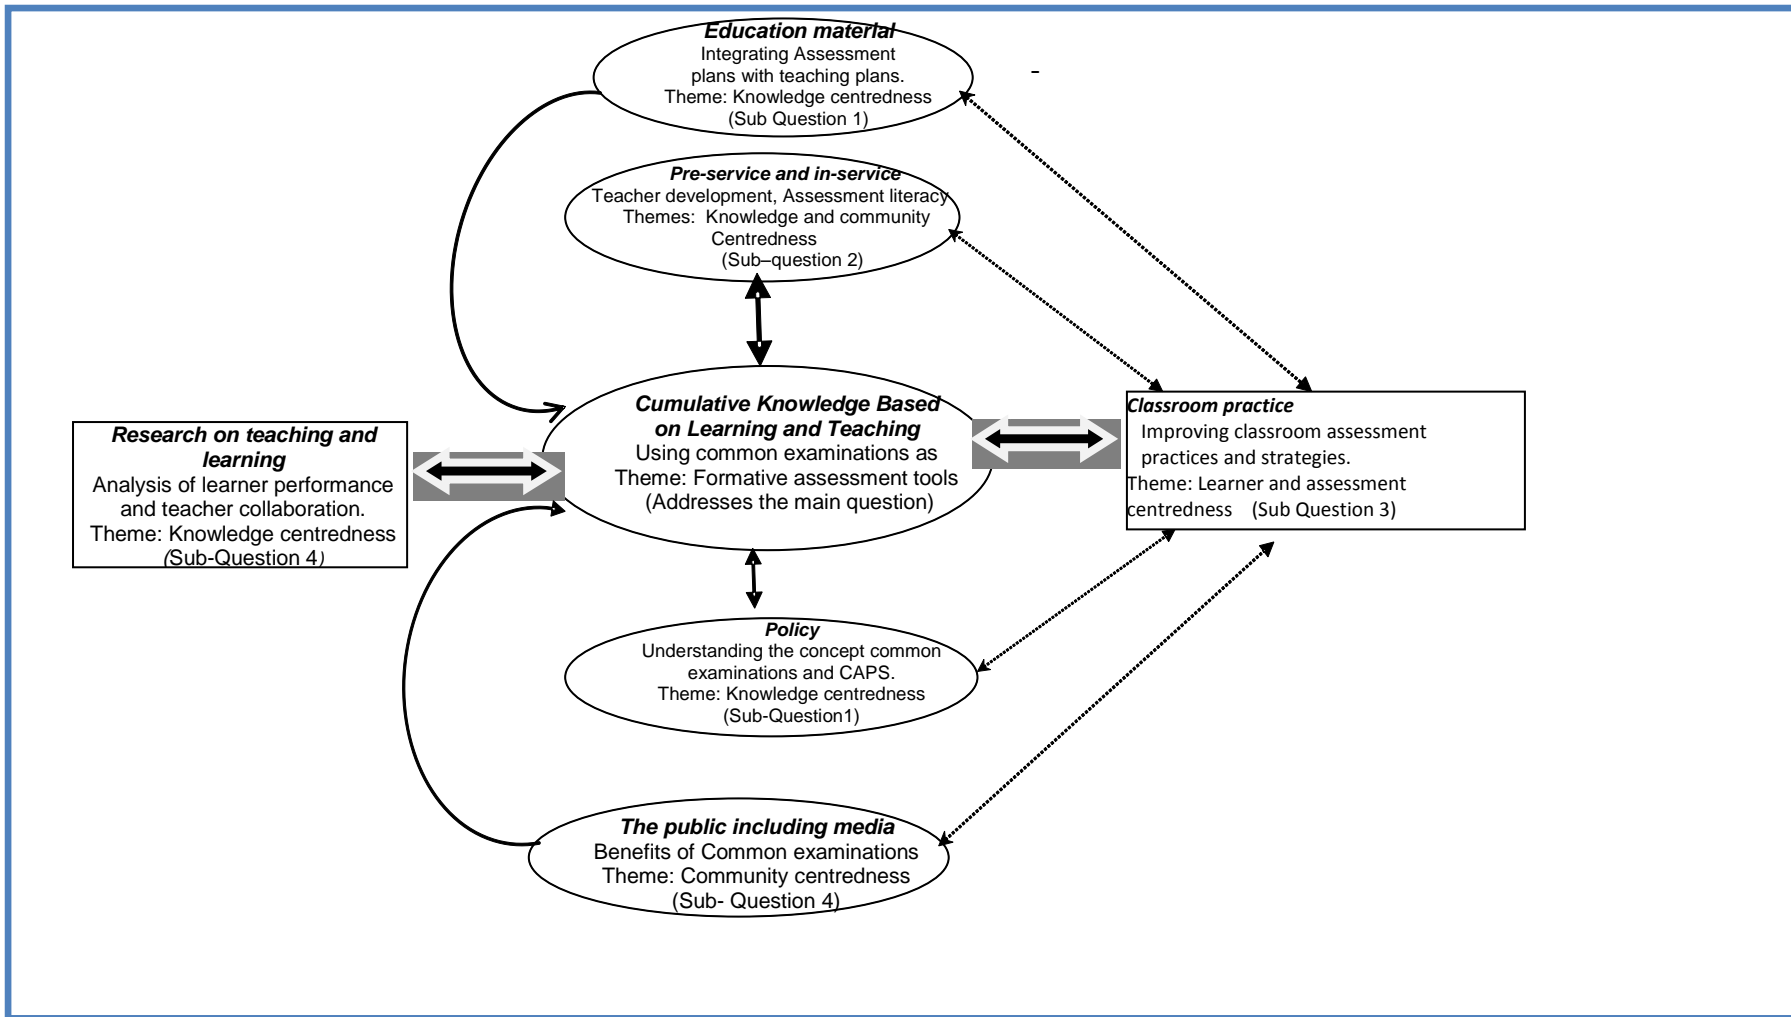 Education material
Integrating Assessment
plans with teaching plans.
Theme: Knowledge centredness
(Sub Question 1)
-
Pre-service and in-service
Teacher development, Assessment literacy
Themes: Knowledge and community
Centredness
(Sub–question 2)
Cumulative Knowledge Based
on Learning and Teaching
Using common examinations as
Theme: Formative assessment tools
(Addresses the main question)
Research on teaching and
learning
Analysis of learner performance
and teacher collaboration.
Theme: Knowledge centredness
(Sub-Question 4)
Classroom practice
Improving classroom assessment
practices and strategies.
Theme: Learner and assessment
centredness (Sub Question 3)
Policy
Understanding the concept common
examinations and CAPS.
Theme: Knowledge centredness
(Sub-Question1)
The public including media
Benefits of Common examinations
Theme: Community centredness
(Sub- Question 4)